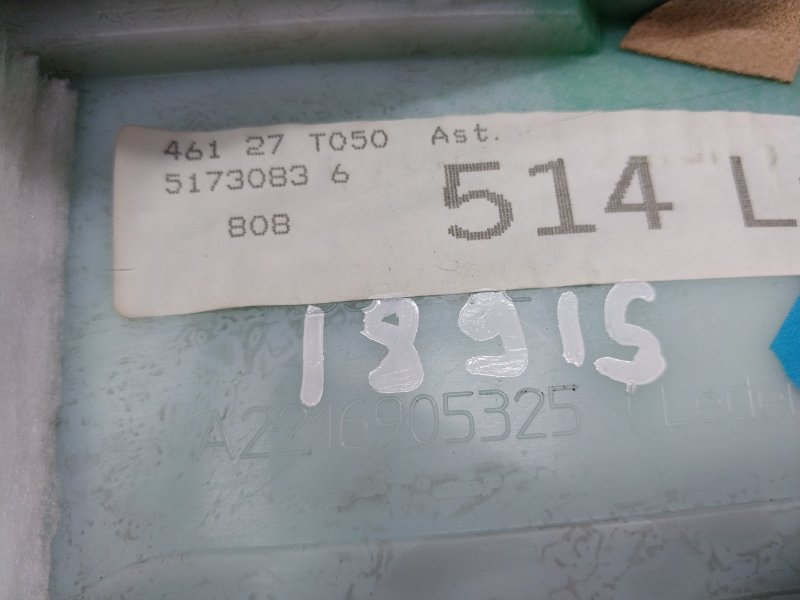 461 27 T050 Ast.
5173083 6
808 514 L
18915
A2216905325 (Leder